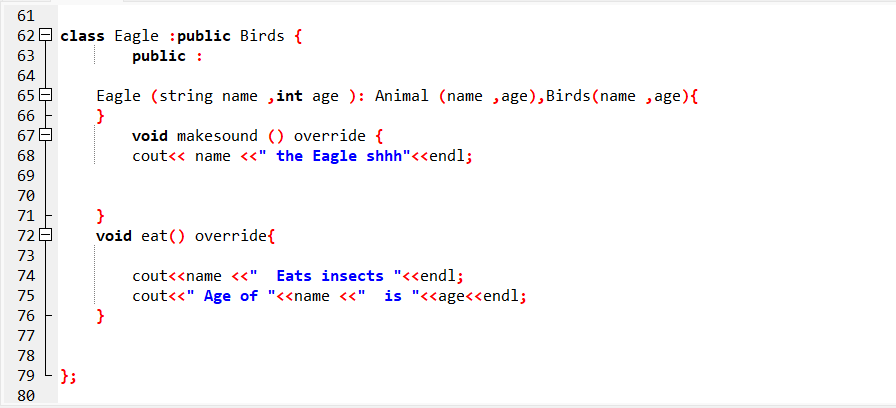 61
62 class Eagle :public Birds {
63 public :
64
65 Eagle (string name ,int age ): Animal (name ,age),Birds(name ,age){
66 }
67 void makesound () override {
68 cout<< name <<" the Eagle shhh"<<endl;
69
70
71 }
72 void eat() override{
73
74 cout<<name <<"  Eats insects "<<endl;
75 cout<<" Age of "<<name <<"  is "<<age<<endl;
76 }
77
78
79 };
80